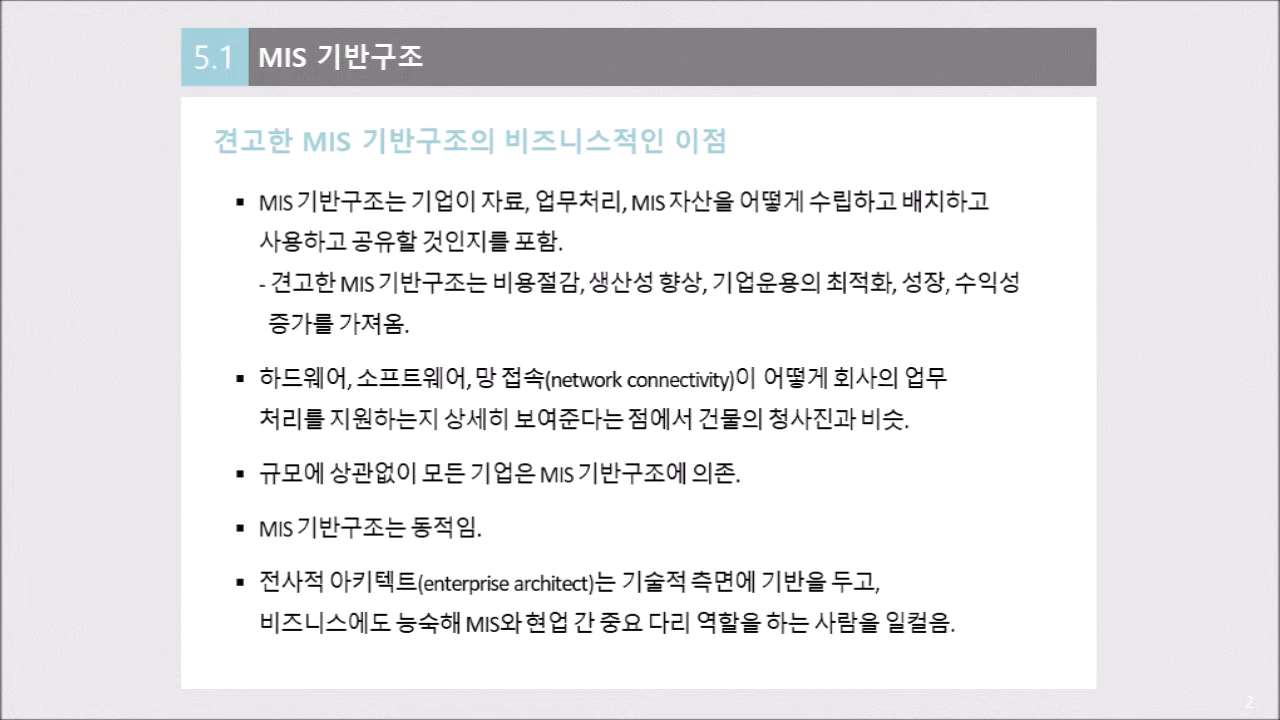 5.1 MIS 기반구조
견고한 MIS 기반구조의 비즈니스적인 이점
▪ MIS 기반구조는 기업이 자료, 업무처리, MIS 자산을 어떻게 수립하고 배치하고
사용하고 공유할 것인지를 포함.
- 견고한 MIS 기반구조는 비용절감, 생산성 향상, 기업운용의 최적화, 성장, 수익성
증가를 가져옴.
▪ 하드웨어, 소프트웨어, 망 접속(network connectivity)이 어떻게 회사의 업무
처리를 지원하는지 상세히 보여준다는 점에서 건물의 청사진과 비슷.
▪ 규모에 상관없이 모든 기업은 MIS 기반구조에 의존.
▪ MIS 기반구조는 동적임.
▪ 전사적 아키텍트(enterprise architect)는 기술적 측면에 기반을 두고,
비즈니스에도 능숙해 MIS와 현업 간 중요 다리 역할을 하는 사람을 일컬음.
2